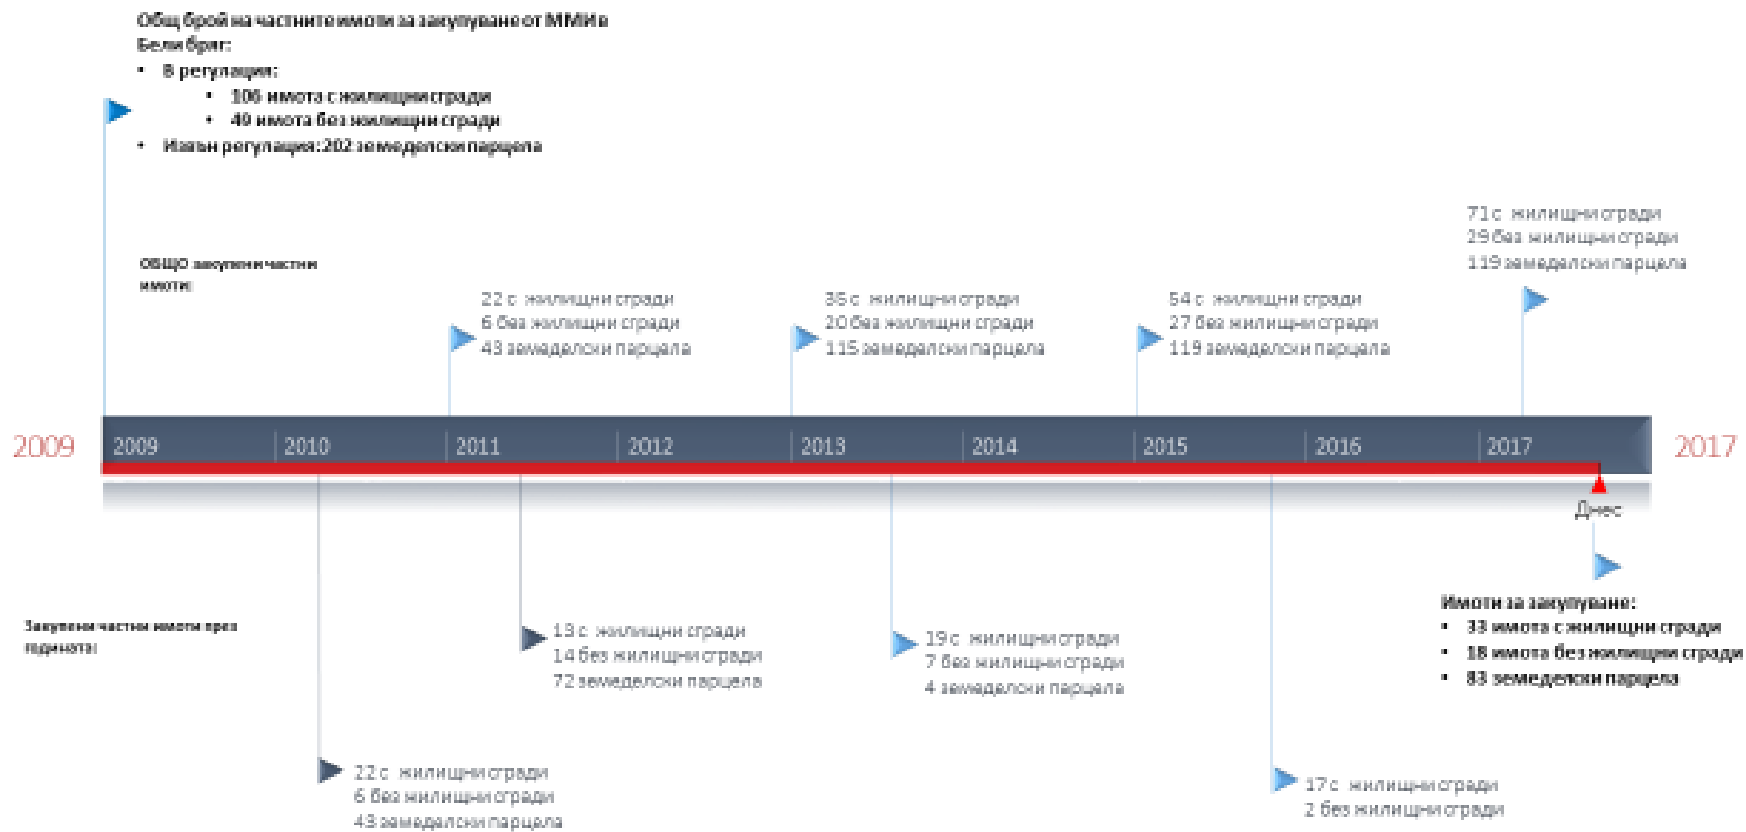 Общ брой на частните имоти за закупуване от ММИ в
Бели бряг:
• В регулация:
• 106 имота с жилищни сгради
• 49 имота без жилищни сгради
• Извън регулация: 202 земеделски парцела
ОБЩО закупени частни
имоти:
22 с жилищни сгради
6 без жилищни сгради
43 земеделски парцела
35 с жилищни сгради
20 без жилищни сгради
115 земеделски парцела
54 с жилищни сгради
27 без жилищни сгради
119 земеделски парцела
71 с жилищни сгради
29 без жилищни сгради
119 земеделски парцела
2009
2009
2010
2011
2012
2013
2014
2015
2016
2017
2017
Днес
Закупени частни имоти през
годината:
22 с жилищни сгради
6 без жилищни сгради
43 земеделски парцела
13 с жилищни сгради
14 без жилищни сгради
72 земеделски парцела
19 с жилищни сгради
7 без жилищни сгради
4 земеделски парцела
17 с жилищни сгради
2 без жилищни сгради
Имоти за закупуване:
• 33 имота с жилищни сгради
• 18 имота без жилищни сгради
• 83 земеделски парцела